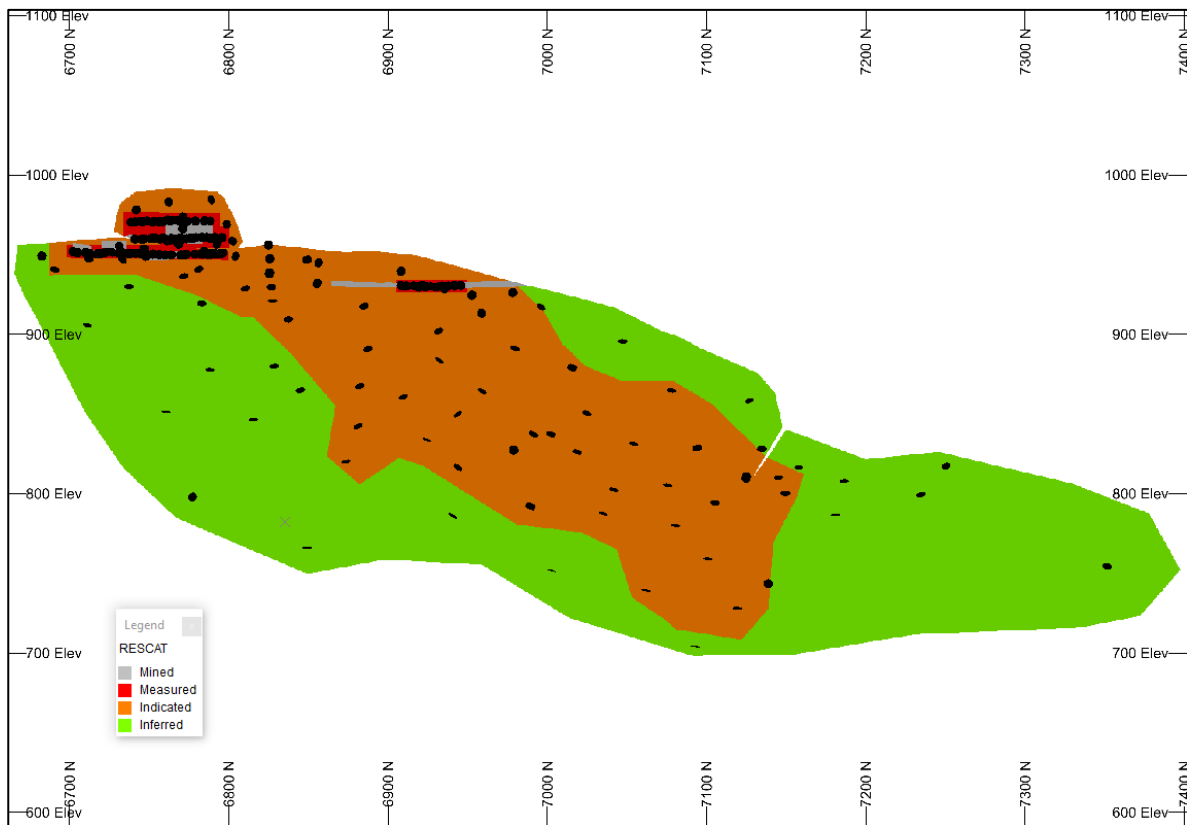 1100 Elev
1100 Elev
6700 N
6800 N
6900 N
7000 N
7100 N
7200 N
7300 N
7400
1000 Elev
1000 Elev
900 Elev
900 Elev
800 Elev
800 Elev
700 Elev
700 Elev
Legend
RESCAT
Mined
Measured
Indicated
Inferred
6700 N
6800 N
6900 N
7000 N
7100 N
7200 N
7300 N
7400
600 Elev
600 Elev